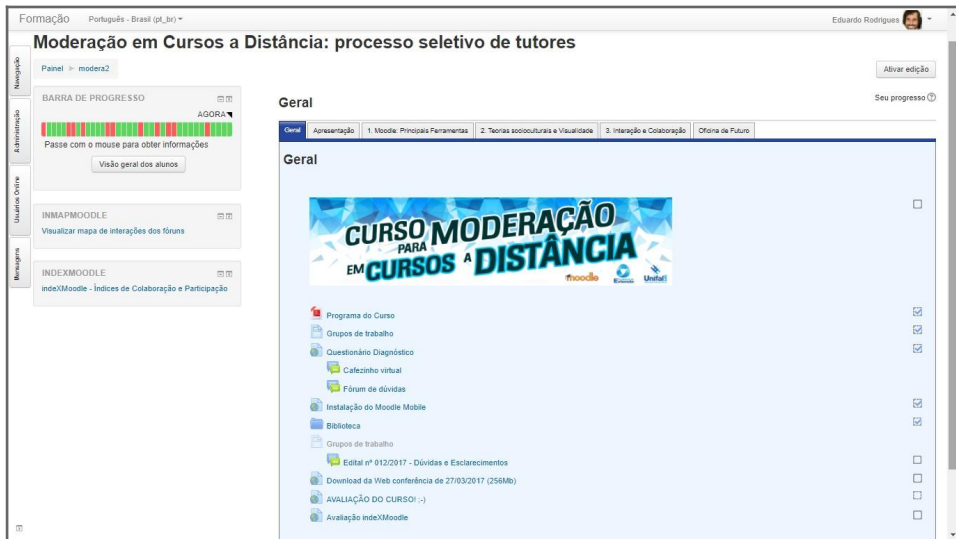 Formação Português - Brasil (pt_br) Eduardo Rodrigues
Moderação em Cursos a Distância: processo seletivo de tutores
Painel modera2 Ativar edição
Navegação
Administração
Usuários Online
Mensagens
BARRA DE PROGRESSO
AGORA
Passe com o mouse para obter informações
Visão geral dos alunos
INMAPMOODLE
Visualizar mapa de interações dos fóruns
INDEXMOODLE
indeXMoodle - Índices de Colaboração e Participação
Geral Seu progresso
Geral Apresentação 1. Moodle: Principais Ferramentas 2. Teorias socioculturais e Visualidade 3. Interação e Colaboração Oficina de Futuro
Geral
CURSO MODERAÇÃO
PARA
EM CURSOS A DISTÂNCIA
moodle Unifal
Programa do Curso
Grupos de trabalho
Questionário Diagnóstico
Cafezinho virtual
Fórum de dúvidas
Instalação do Moodle Mobile
Biblioteca
Grupos de trabalho
Edital nº 012/2017 - Dúvidas e Esclarecimentos
Download da Web conferência de 27/03/2017 (256Mb)
AVALIAÇÃO DO CURSO! :-)
Avaliação indeXMoodle